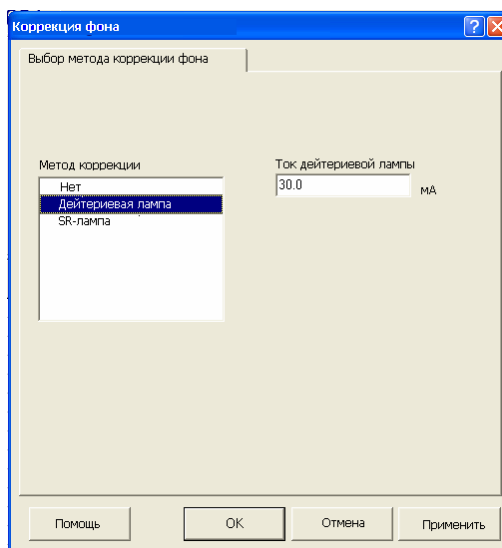 Коррекция фона
Выбор метода коррекции фона
Метод коррекции
Нет
Дейтериевая лампа
SR-лампа
Ток дейтериевой лампы
30.0
мА
Помощь
OK
Отмена
Применить